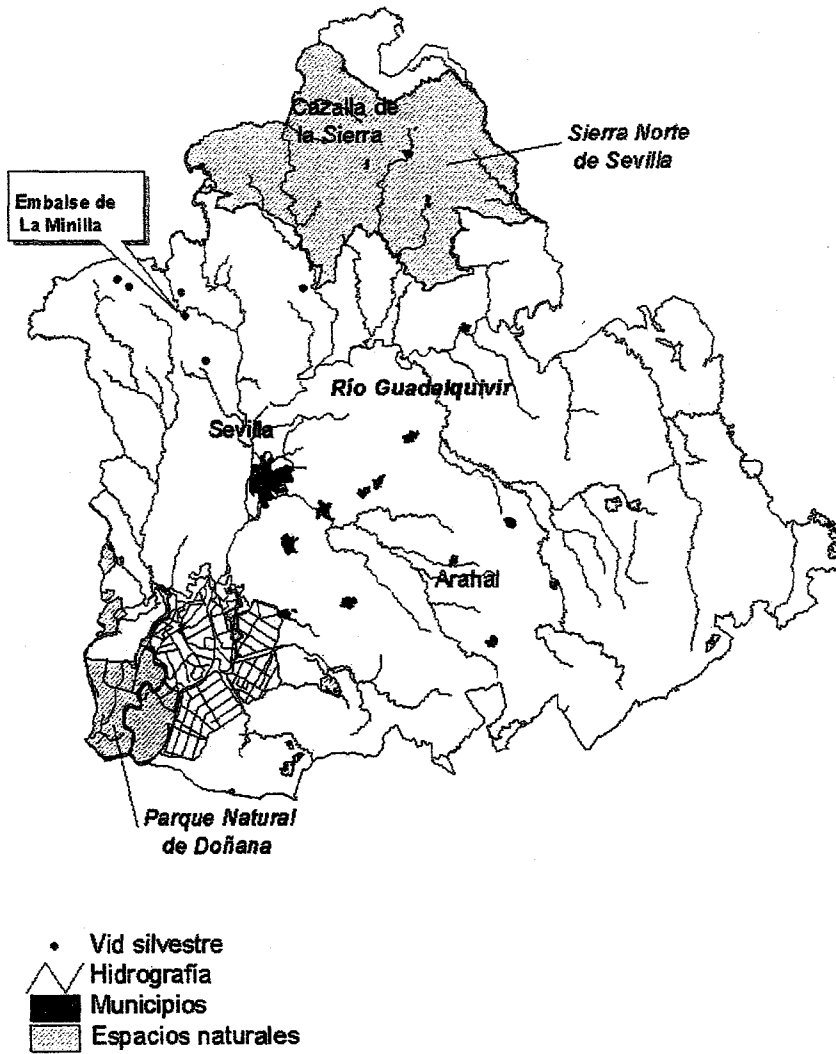 Cazalla de
la Sierra
Sierra Norte
de Sevilla
Embalse de
La Minilla
Río Guadalquivir
Sevilla
Arahal
Parque Natural
de Doñana
Vid silvestre
Hidrografía
Municipios
Espacios naturales